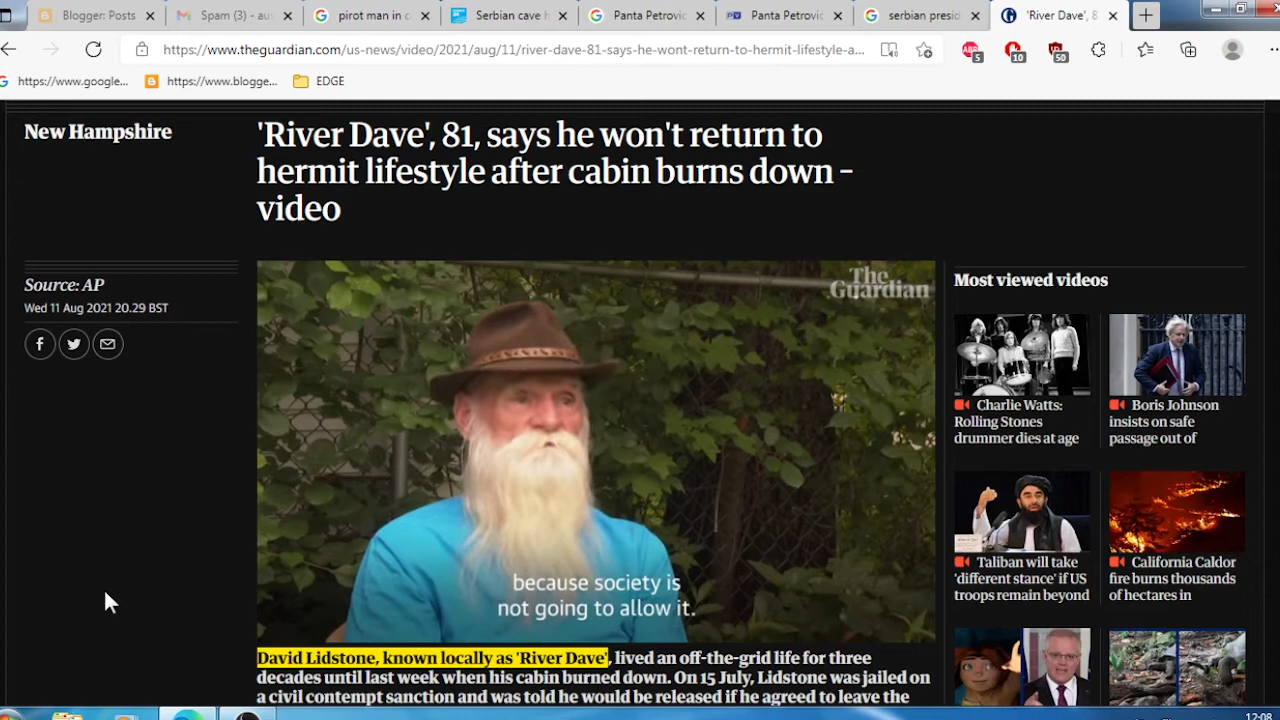 Blogger: Posts
Spam (3) - au
pirot man in c
Serbian cave h
Panta Petrovic
Panta Petrovic
serbian presid
'River Dave', 8
https://www.theguardian.com/us-news/video/2021/aug/11/river-dave-81-says-he-wont-return-to-hermit-lifestyle-a...
ABP
5
10
50
https://www.google...
https://www.blogge...
EDGE
New Hampshire
'River Dave', 81, says he won't return to
hermit lifestyle after cabin burns down –
video
Source: AP
Wed 11 Aug 2021 20.29 BST
The
Guardian
because society is
not going to allow it.
David Lidstone, known locally as 'River Dave', lived an off-the-grid life for three
decades until last week when his cabin burned down. On 15 July, Lidstone was jailed on
a civil contempt sanction and was told he would be released if he agreed to leave the
Most viewed videos
Charlie Watts:
Rolling Stones
drummer dies at age
Boris Johnson
insists on safe
passage out of
Taliban will take
'different stance' if US
troops remain beyond
California Caldor
fire burns thousands
of hectares in
12:08